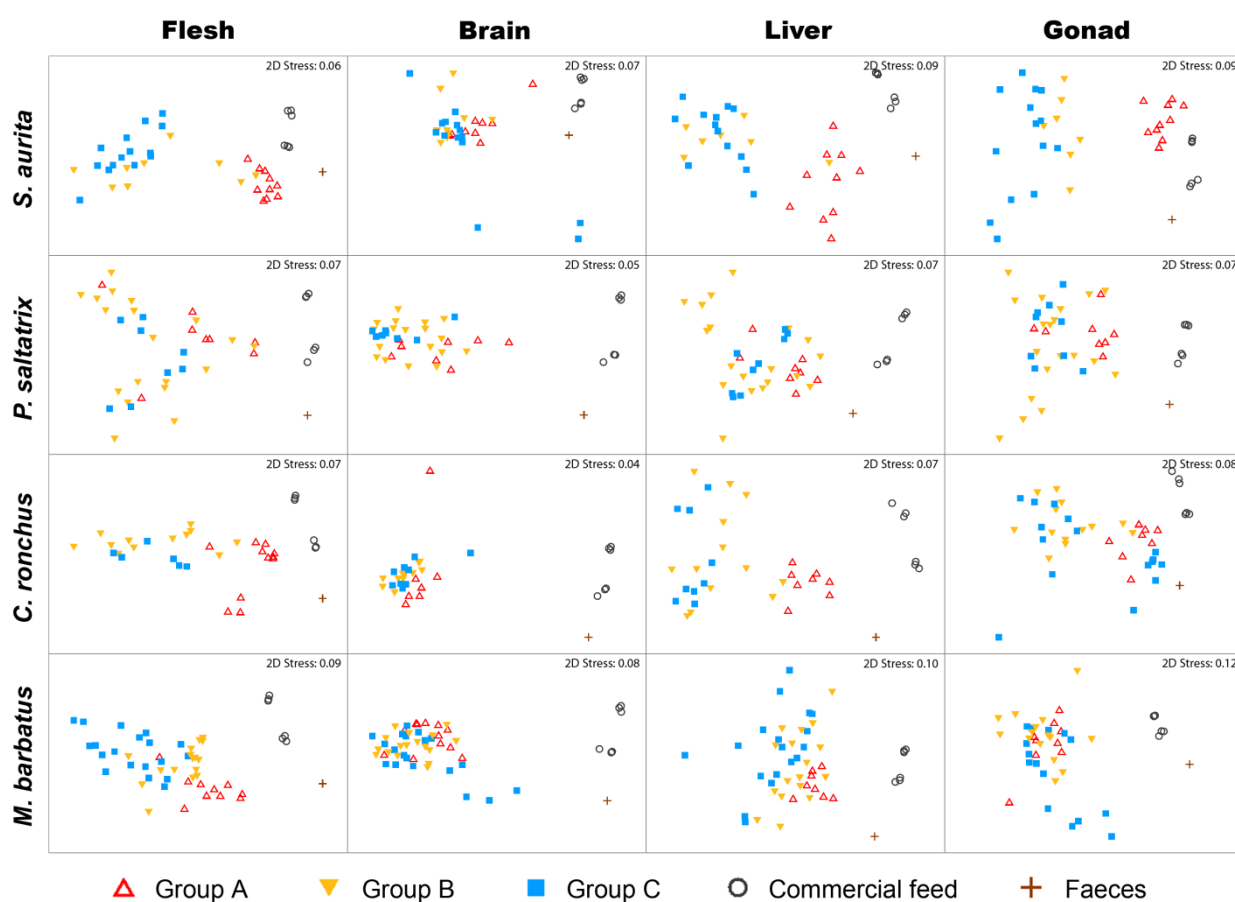 Flesh Brain Liver Gonad
S. aurita
2D Stress: 0.06
2D Stress: 0.07
2D Stress: 0.09
2D Stress: 0.09
P. saltatrix
2D Stress: 0.07
2D Stress: 0.05
2D Stress: 0.07
2D Stress: 0.07
C. ronchus
2D Stress: 0.07
2D Stress: 0.04
2D Stress: 0.07
2D Stress: 0.08
M. barbatus
2D Stress: 0.09
2D Stress: 0.08
2D Stress: 0.10
2D Stress: 0.12
Group A Group B Group C Commercial feed Faeces